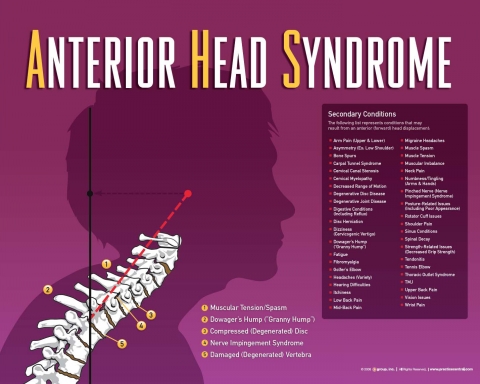 ANTERIOR HEAD SYNDROME
Secondary Conditions
The following list represents conditions that may
result from an anterior (forward) head displacement.
Arm Pain (Upper & Lower)
Asymmetry (Ex. Low Shoulder)
Bone Spurs
Carpal Tunnel Syndrome
Cervical Canal Stenosis
Cervical Myelopathy
Decreased Range of Motion
Degenerative Disc Disease
Degenerative Joint Disease
Digestive Conditions
(Including Reflux)
Disc Herniation
Dizziness
(Cervicogenic Vertigo)
Dowager's Hump
("Granny Hump")
Fatigue
Fibromyalgia
Golfer's Elbow
Headaches (Variety)
Hearing Difficulties
Itchiness
Low Back Pain
Mid-Back Pain
Migraine Headaches
Muscle Spasm
Muscle Tension
Muscular Imbalance
Neck Pain
Numbness/Tingling
(Arms & Hands)
Pinched Nerve (Nerve
Impingement Syndrome)
Posture-Related Issues
(Including Poor Appearance)
Rotator Cuff Issues
Shoulder Pain
Sinus Conditions
Spinal Decay
Strength-Related Issues
(Decreased Grip Strength)
Tendonitis
Tennis Elbow
Thoracic Outlet Syndrome
TMJ
Upper Back Pain
Vision Issues
Wrist Pain
1
2
3
4
5
1 Muscular Tension/Spasm
2 Dowager's Hump ("Granny Hump")
3 Compressed (Degenerated) Disc
4 Nerve Impingement Syndrome
5 Damaged (Degenerated) Vertebra
group, inc. | All Rights Reserved. |